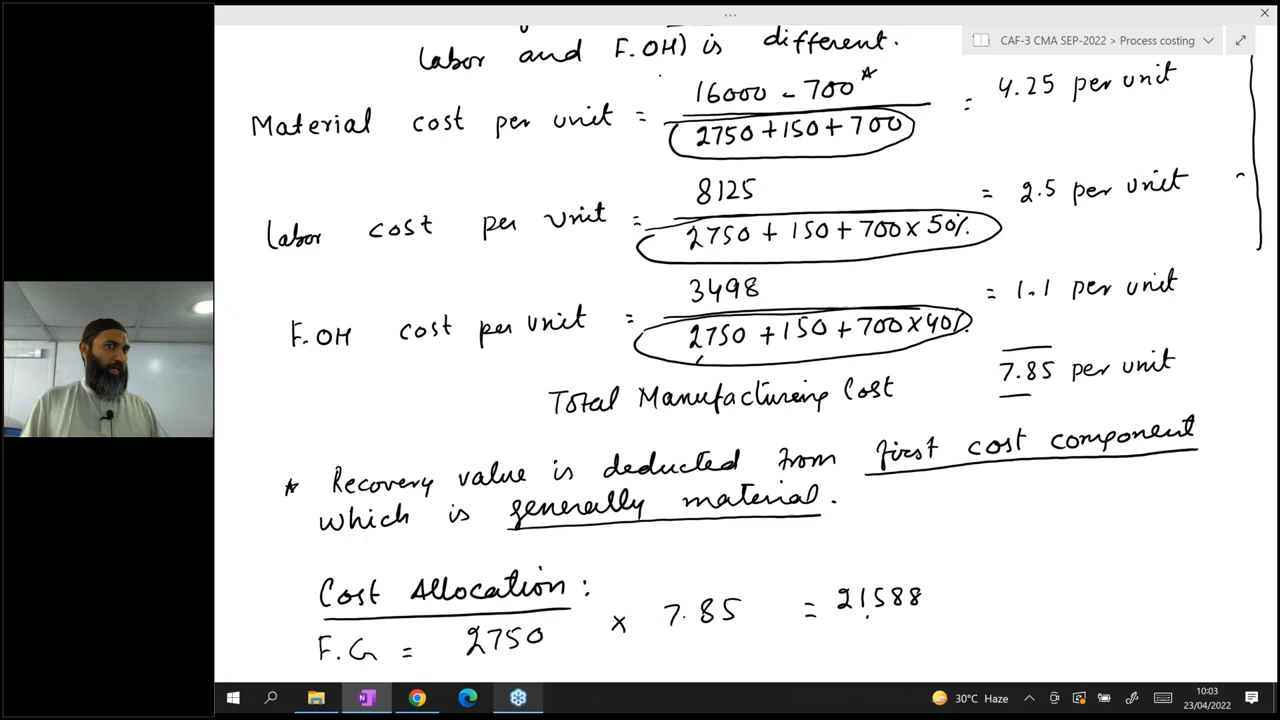 CAF-3 CMA SEP-2022 > Process costing
labor and F.OH) is different.
Material cost per unit = 16000 - 700* = 4.25 per unit
2750 + 150 + 700
Labor cost per unit = 8125 = 2.5 per unit
2750 + 150 + 700 × 50%
F.OH cost per unit = 3498 = 1.1 per unit
2750 + 150 + 700 × 40%
Total Manufacturing Cost 7.85 per unit
* Recovery value is deducted from first cost component
which is generally material.
Cost Allocation:
F.G = 2750 × 7.85 = 21588
30°C Haze
10:03
23/04/2022